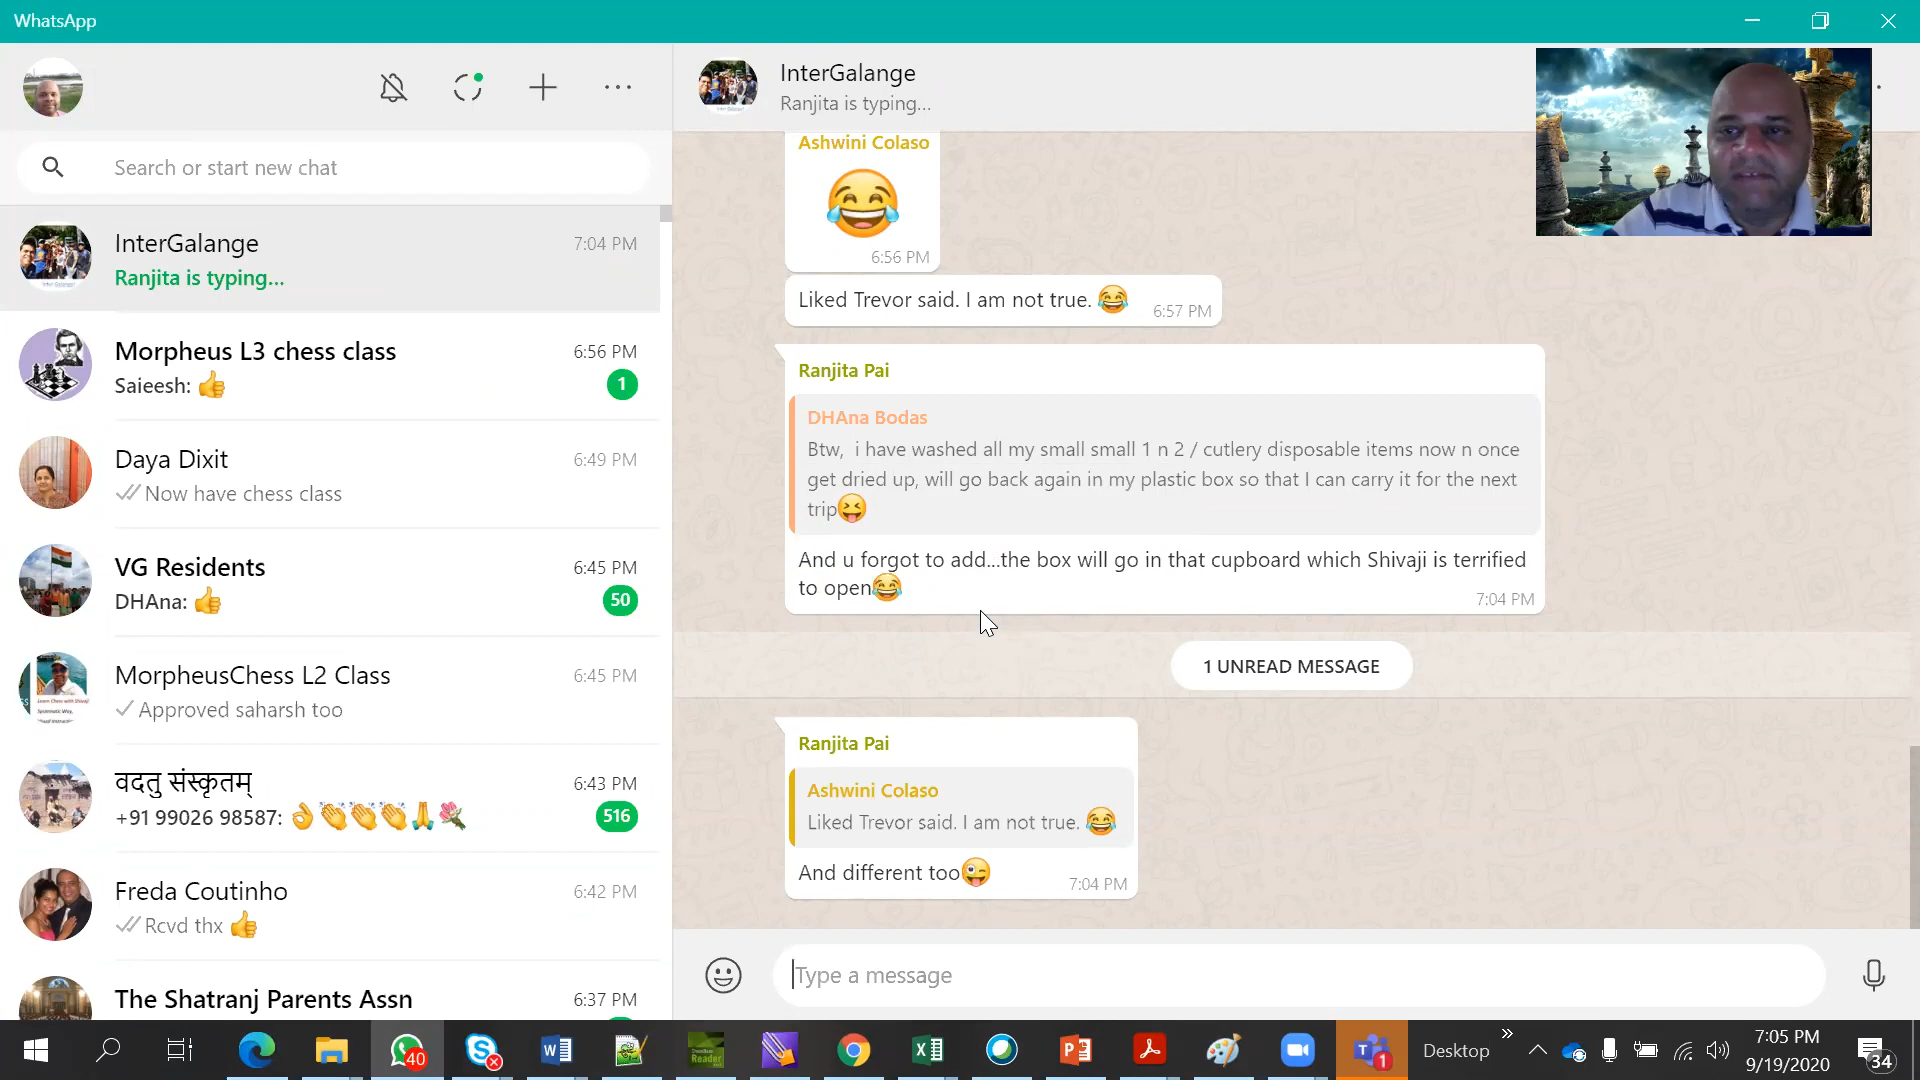 WhatsApp
Search or start new chat
InterGalange
7:04 PM
Ranjita is typing...
Morpheus L3 chess class
6:56 PM
Saieesh: 👍
1
Daya Dixit
6:49 PM
Now have chess class
VG Residents
6:45 PM
DHAna: 👍
50
MorpheusChess L2 Class
6:45 PM
Approved saharsh too
वदतु संस्कृतम्
6:43 PM
+91 99026 98587: 👌👏👏👏🙏🌷
516
Freda Coutinho
6:42 PM
Rcvd thx 👍
The Shatranj Parents Assn
6:37 PM
InterGalange
Ranjita is typing...
Ashwini Colaso
😂
6:56 PM
Liked Trevor said. I am not true. 😂
6:57 PM
Ranjita Pai
DHAna Bodas
Btw, i have washed all my small small 1 n 2 / cutlery disposable items now n once
get dried up, will go back again in my plastic box so that I can carry it for the next
trip😝
And u forgot to add...the box will go in that cupboard which Shivaji is terrified
to open😂
7:04 PM
1 UNREAD MESSAGE
Ranjita Pai
Ashwini Colaso
Liked Trevor said. I am not true. 😂
And different too😜
7:04 PM
Type a message
40
Reader
1
Desktop
7:05 PM
9/19/2020
34